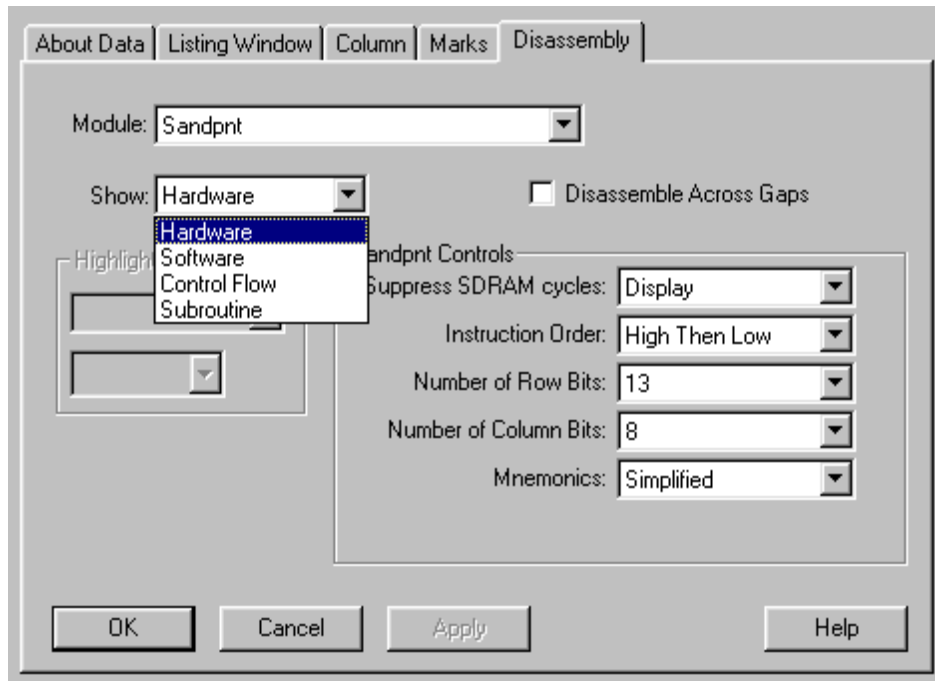 About Data Listing Window Column Marks Disassembly
Module: Sandpnt
Show: Hardware Disassemble Across Gaps
Hardware
Software
Control Flow
Subroutine
Highlight
andpnt Controls
Suppress SDRAM cycles: Display
Instruction Order: High Then Low
Number of Row Bits: 13
Number of Column Bits: 8
Mnemonics: Simplified
OK Cancel Apply Help